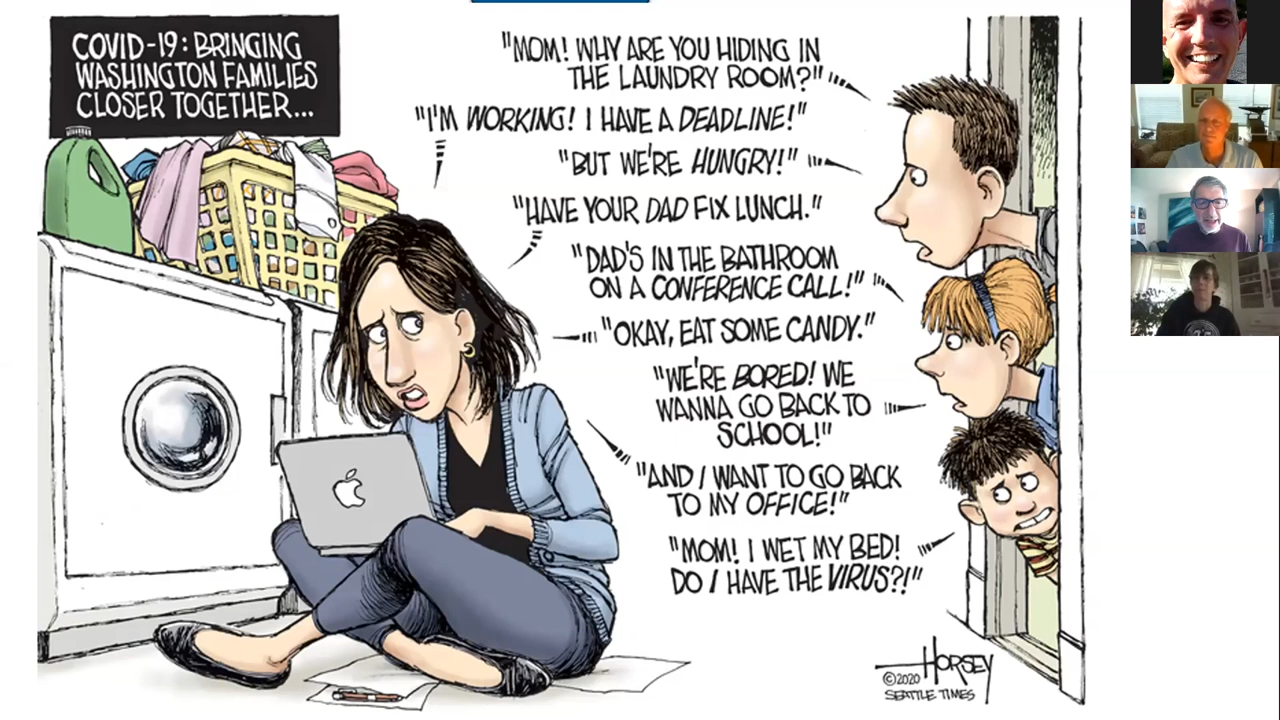 COVID-19: BRINGING
WASHINGTON FAMILIES
CLOSER TOGETHER...
"MOM! WHY ARE YOU HIDING IN
THE LAUNDRY ROOM?"
"I'M WORKING! I HAVE A DEADLINE!"
"BUT WE'RE HUNGRY!"
"HAVE YOUR DAD FIX LUNCH."
"DAD'S IN THE BATHROOM
ON A CONFERENCE CALL!"
"OKAY, EAT SOME CANDY."
"WE'RE BORED! WE
WANNA GO BACK TO
SCHOOL!"
"AND I WANT TO GO BACK
TO MY OFFICE!"
"MOM! I WET MY BED!
DO I HAVE THE VIRUS?!"
HORSEY
©2020
SEATTLE TIMES